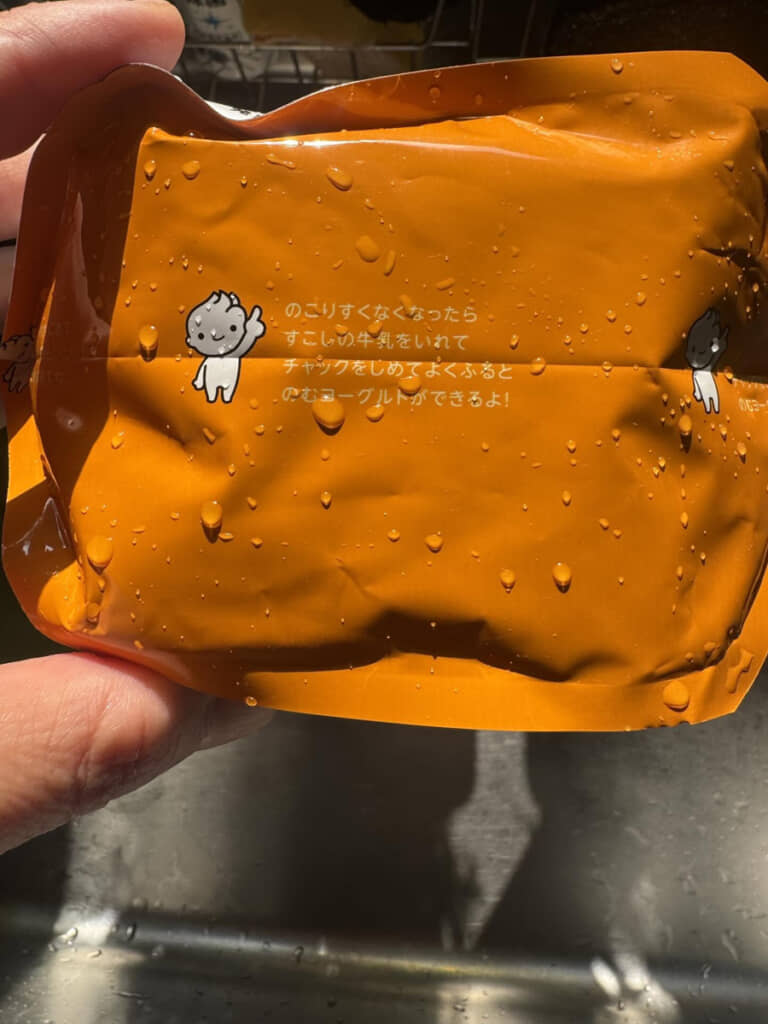 のこりすくなくなったら
すこしの牛乳をいれて
チャックをしめてよくふると
のむヨーグルトができるよ!